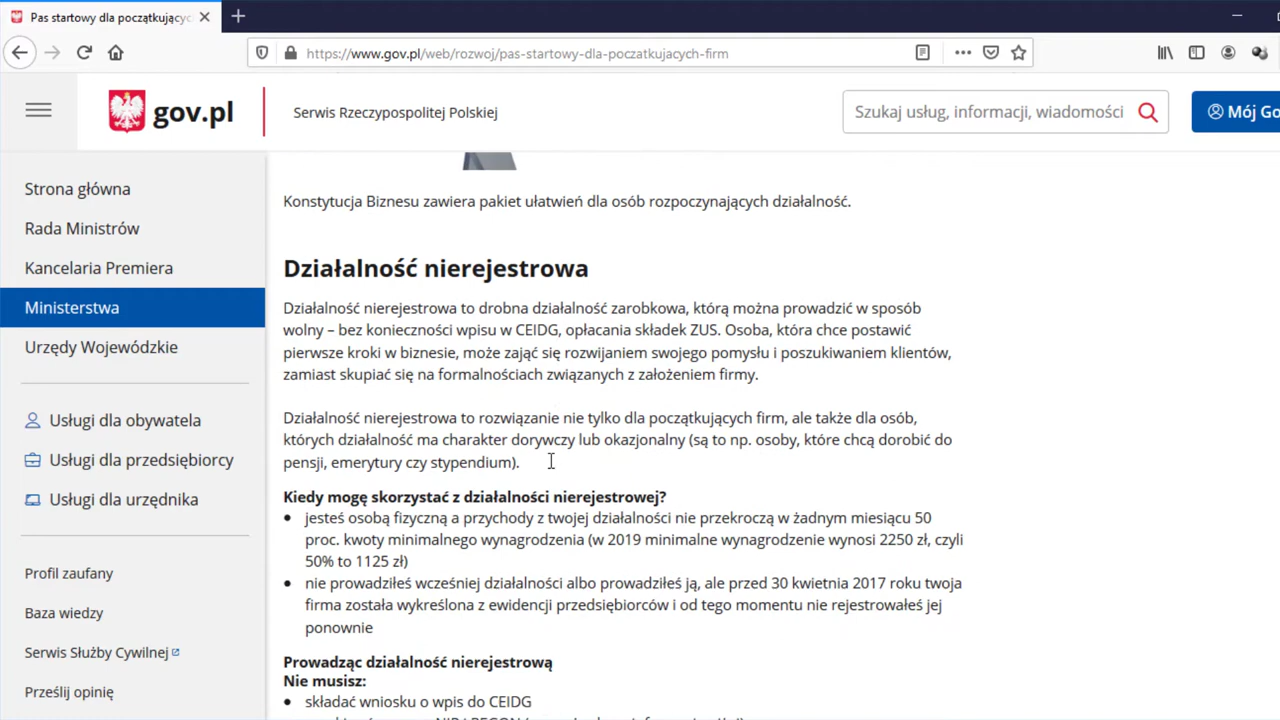 Pas startowy dla początkujących
https://www.gov.pl/web/rozwoj/pas-startowy-dla-poczatkujacych-firm
gov.pl
Serwis Rzeczypospolitej Polskiej
Szukaj usług, informacji, wiadomości
Mój Go
Strona główna
Rada Ministrów
Kancelaria Premiera
Ministerstwa
Urzędy Wojewódzkie
Usługi dla obywatela
Usługi dla przedsiębiorcy
Usługi dla urzędnika
Profil zaufany
Baza wiedzy
Serwis Służby Cywilnej
Prześlij opinię
Konstytucja Biznesu zawiera pakiet ułatwień dla osób rozpoczynających działalność.
Działalność nierejestrowa
Działalność nierejestrowa to drobna działalność zarobkowa, którą można prowadzić w sposób
wolny – bez konieczności wpisu w CEIDG, opłacania składek ZUS. Osoba, która chce postawić
pierwsze kroki w biznesie, może zająć się rozwijaniem swojego pomysłu i poszukiwaniem klientów,
zamiast skupiać się na formalnościach związanych z założeniem firmy.
Działalność nierejestrowa to rozwiązanie nie tylko dla początkujących firm, ale także dla osób,
których działalność ma charakter dorywczy lub okazjonalny (są to np. osoby, które chcą dorobić do
pensji, emerytury czy stypendium).
Kiedy mogę skorzystać z działalności nierejestrowej?
jesteś osobą fizyczną a przychody z twojej działalności nie przekroczą w żadnym miesiącu 50
proc. kwoty minimalnego wynagrodzenia (w 2019 minimalne wynagrodzenie wynosi 2250 zł, czyli
50% to 1125 zł)
nie prowadziłeś wcześniej działalności albo prowadziłeś ją, ale przed 30 kwietnia 2017 roku twoja
firma została wykreślona z ewidencji przedsiębiorców i od tego momentu nie rejestrowałeś jej
ponownie
Prowadząc działalność nierejestrową
Nie musisz:
składać wniosku o wpis do CEIDG